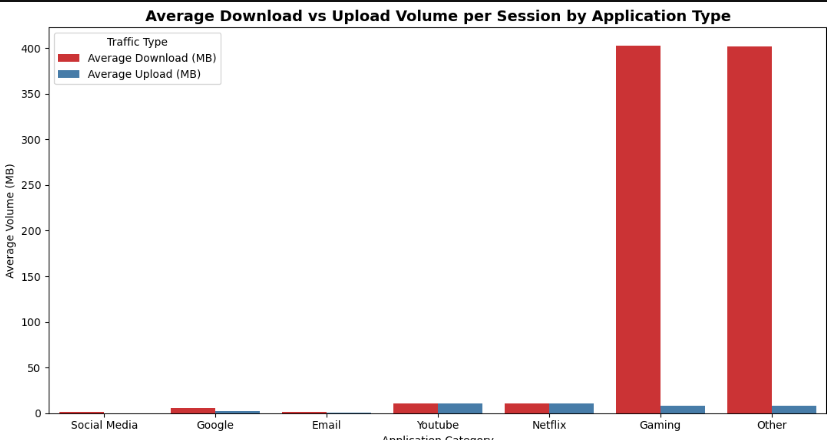 Average Download vs Upload Volume per Session by Application Type
Traffic Type
Average Download (MB)
Average Upload (MB)
Average Volume (MB)
400
350
300
250
200
150
100
50
0
Social Media Google Email Youtube Netflix Gaming Other
Application Category